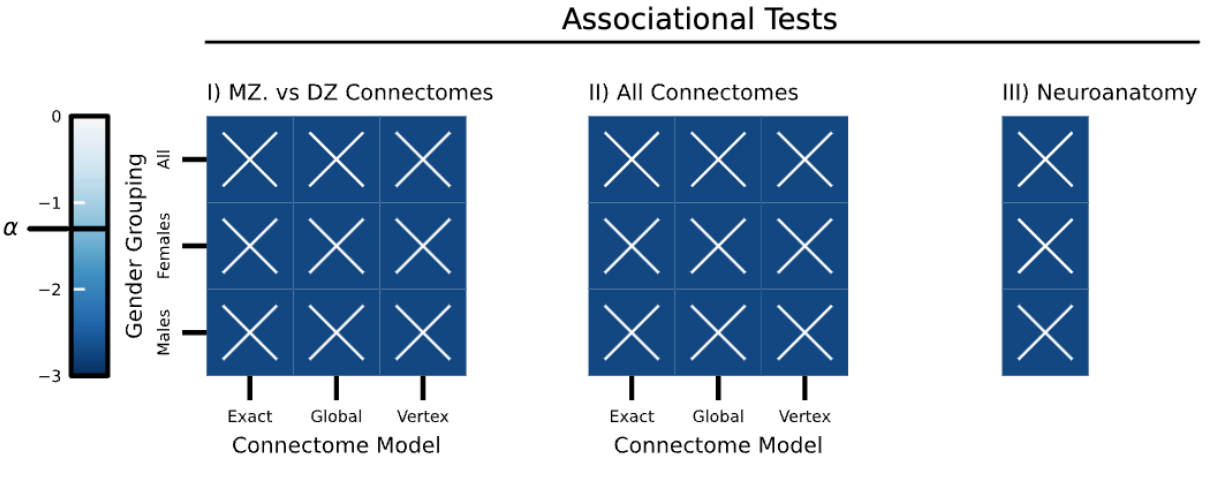 Associational Tests
I) MZ. vs DZ Connectomes
II) All Connectomes
III) Neuroanatomy
0
−1
α
−2
−3
Gender Grouping
All
Females
Males
Exact
Global
Vertex
Connectome Model
Exact
Global
Vertex
Connectome Model